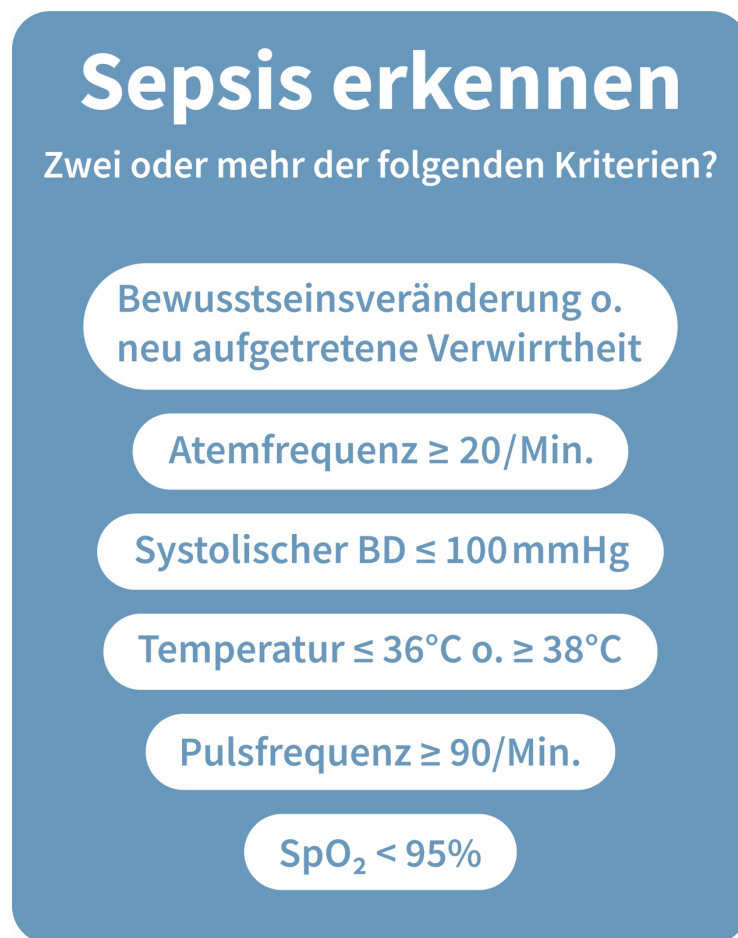 Sepsis erkennen
Zwei oder mehr der folgenden Kriterien?
Bewusstseinsveränderung o.
neu aufgetretene Verwirrtheit
Atemfrequenz ≥ 20/Min.
Systolischer BD ≤ 100 mmHg
Temperatur ≤ 36°C o. ≥ 38°C
Pulsfrequenz ≥ 90/Min.
SpO₂ < 95%